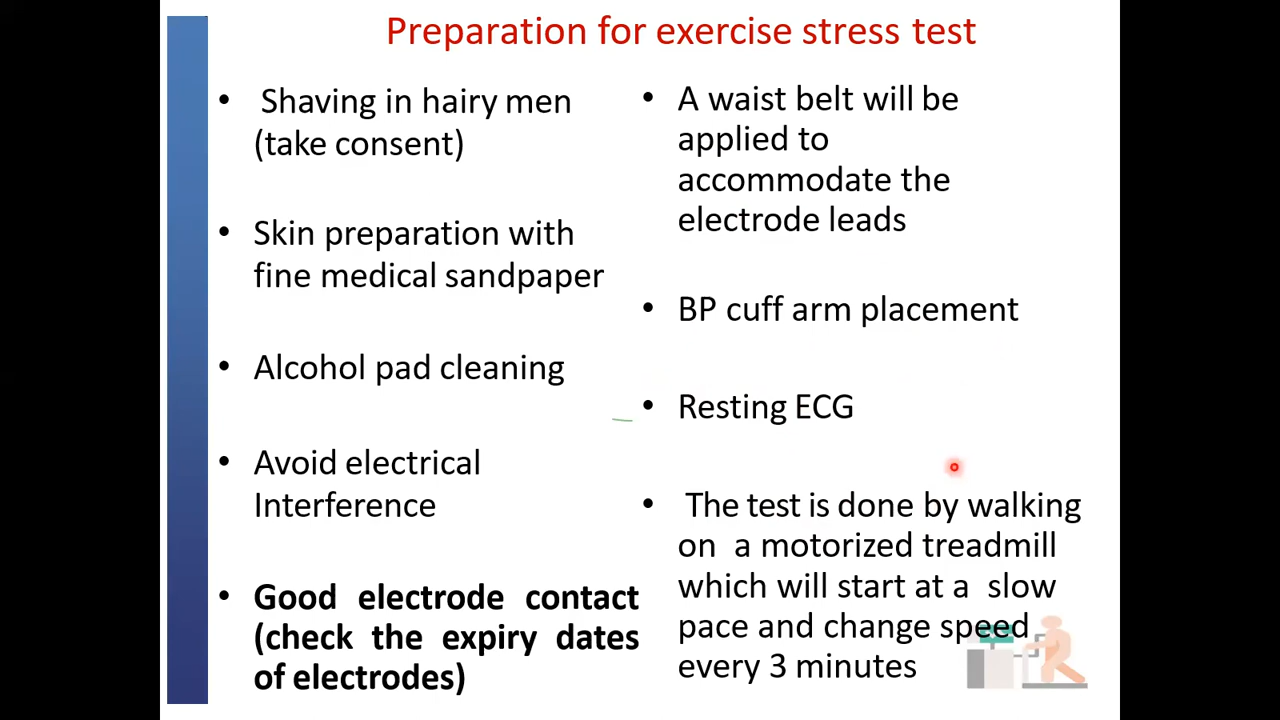 Preparation for exercise stress test
• Shaving in hairy men
(take consent)
• Skin preparation with
fine medical sandpaper
• Alcohol pad cleaning
• Avoid electrical
Interference
• Good electrode contact
(check the expiry dates
of electrodes)
• A waist belt will be
applied to
accommodate the
electrode leads
• BP cuff arm placement
• Resting ECG
• The test is done by walking
on a motorized treadmill
which will start at a slow
pace and change speed
every 3 minutes